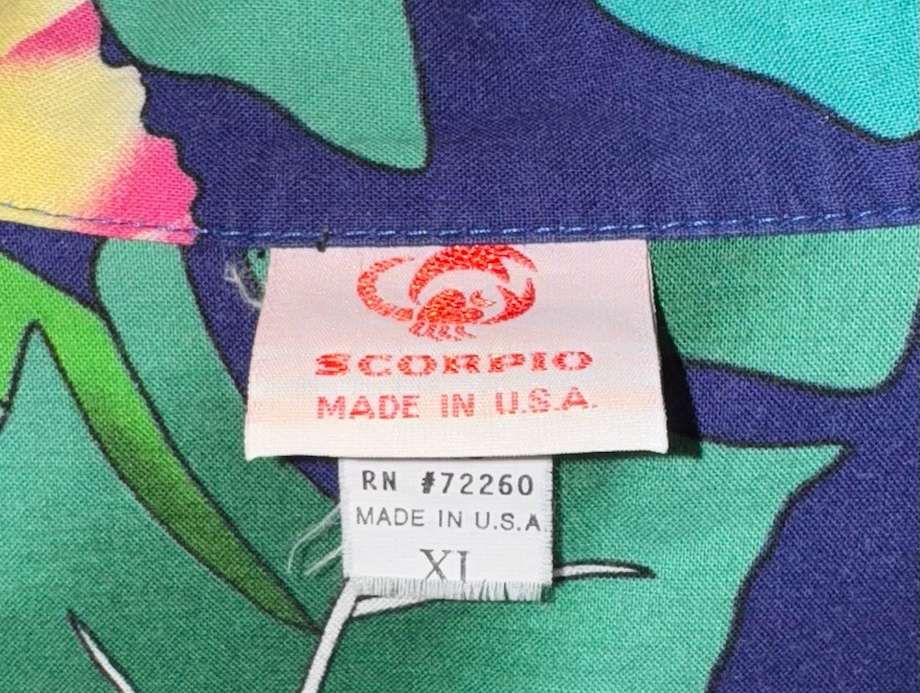 SCORPIO
MADE IN U.S.A.
RN #72260
MADE IN U.S.A
XL